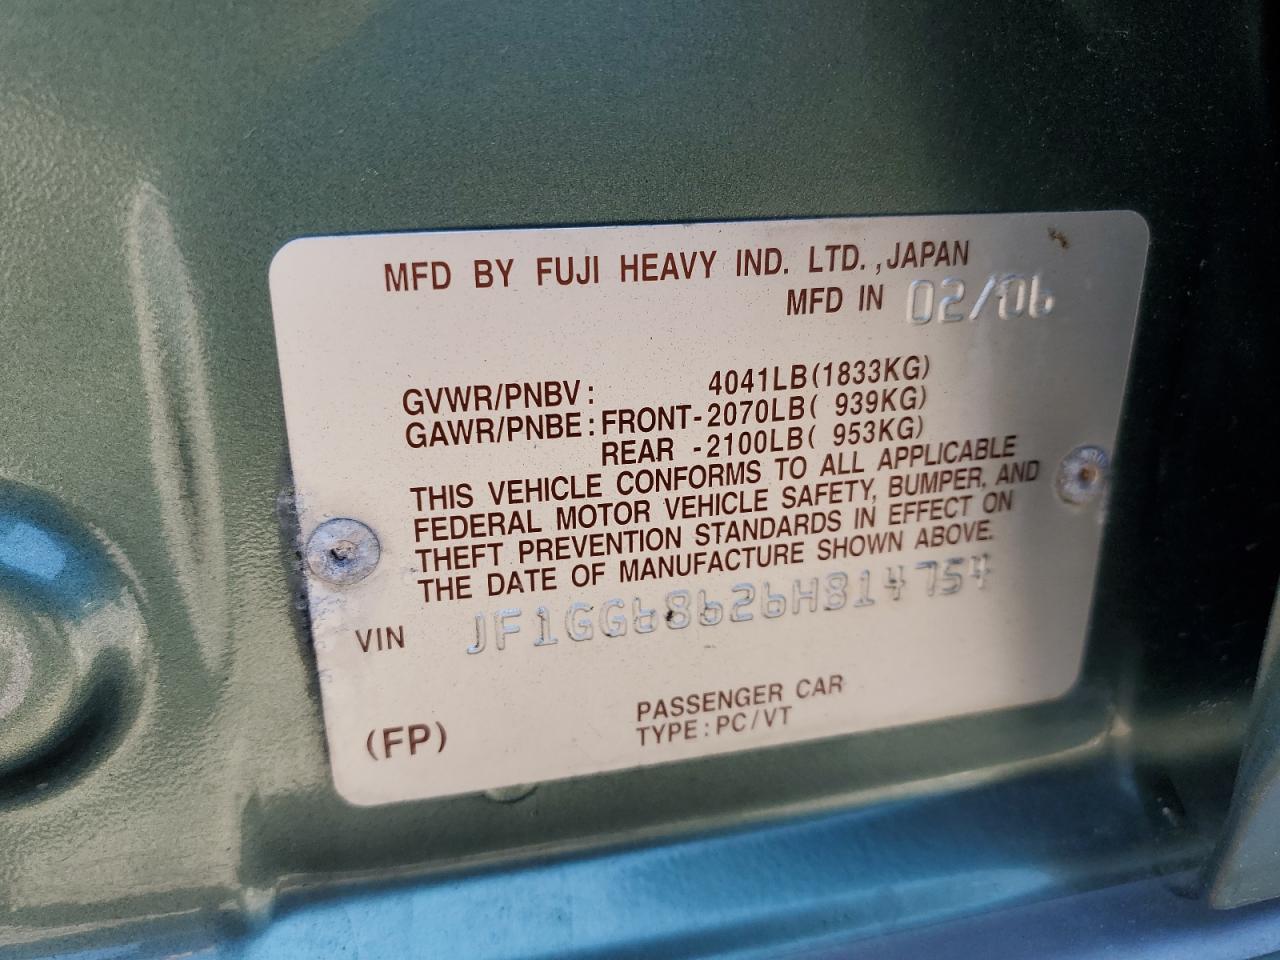 MFD BY FUJI HEAVY IND. LTD.,JAPAN
MFD IN 02/06
GVWR/PNBV: 4041LB(1833KG)
GAWR/PNBE:FRONT-2070LB( 939KG)
REAR -2100LB( 953KG)
THIS VEHICLE CONFORMS TO ALL APPLICABLE
FEDERAL MOTOR VEHICLE SAFETY, BUMPER, AND
THEFT PREVENTION STANDARDS IN EFFECT ON
THE DATE OF MANUFACTURE SHOWN ABOVE.
VIN JF1GG68626H814754
PASSENGER CAR
(FP) TYPE:PC/VT